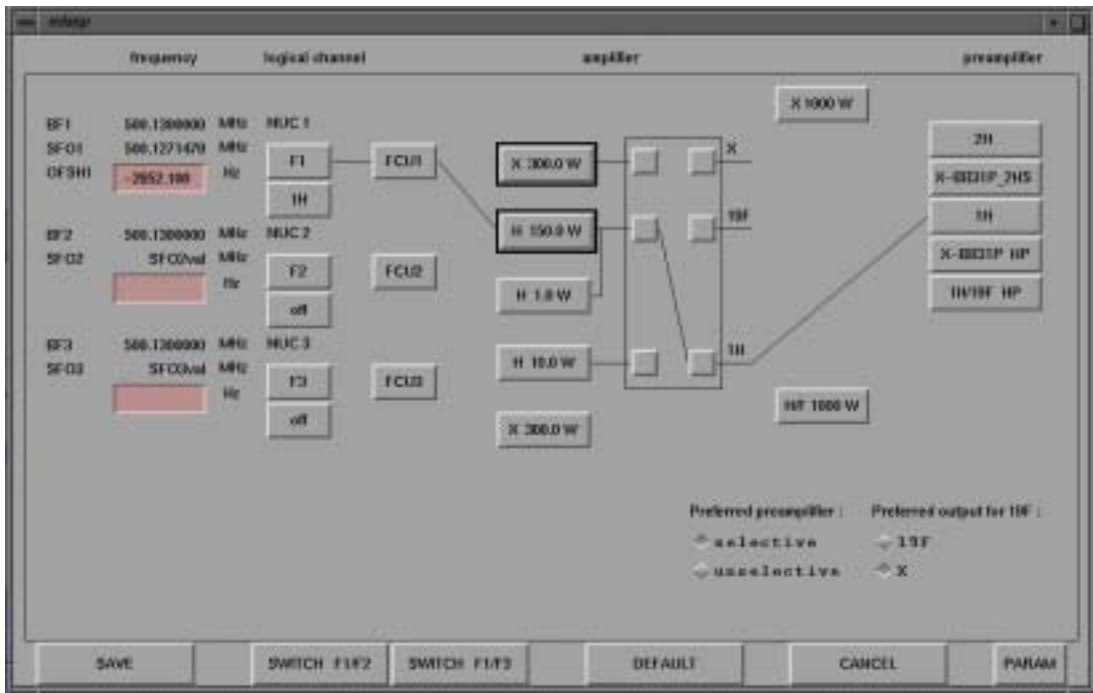 edasp
frequency logical channel amplifier preamplifier
X 1000 W
BF1 500.1300000 MHz NUC 1
SFO1 500.1271479 MHz
OFSH1 -2852.100 Hz
F1 FCU1 X 300.0 W X
1H
2H
X-BB31P_2HS
1H
X-BB31P HP
1H/19F HP
BF2 500.1300000 MHz NUC 2
SFO2 SFO2val MHz
Hz
F2 FCU2 H 150.0 W 19F
off
H 1.0 W
BF3 500.1300000 MHz NUC 3
SFO3 SFO3val MHz
Hz
F3 FCU3 H 10.0 W 1H
off
X 300.0 W
H/F 1000 W
Preferred preamplifier : Preferred output for 19F :
selective 19F
unselective X
SAVE SWITCH F1/F2 SWITCH F1/F3 DEFAULT CANCEL PARAM